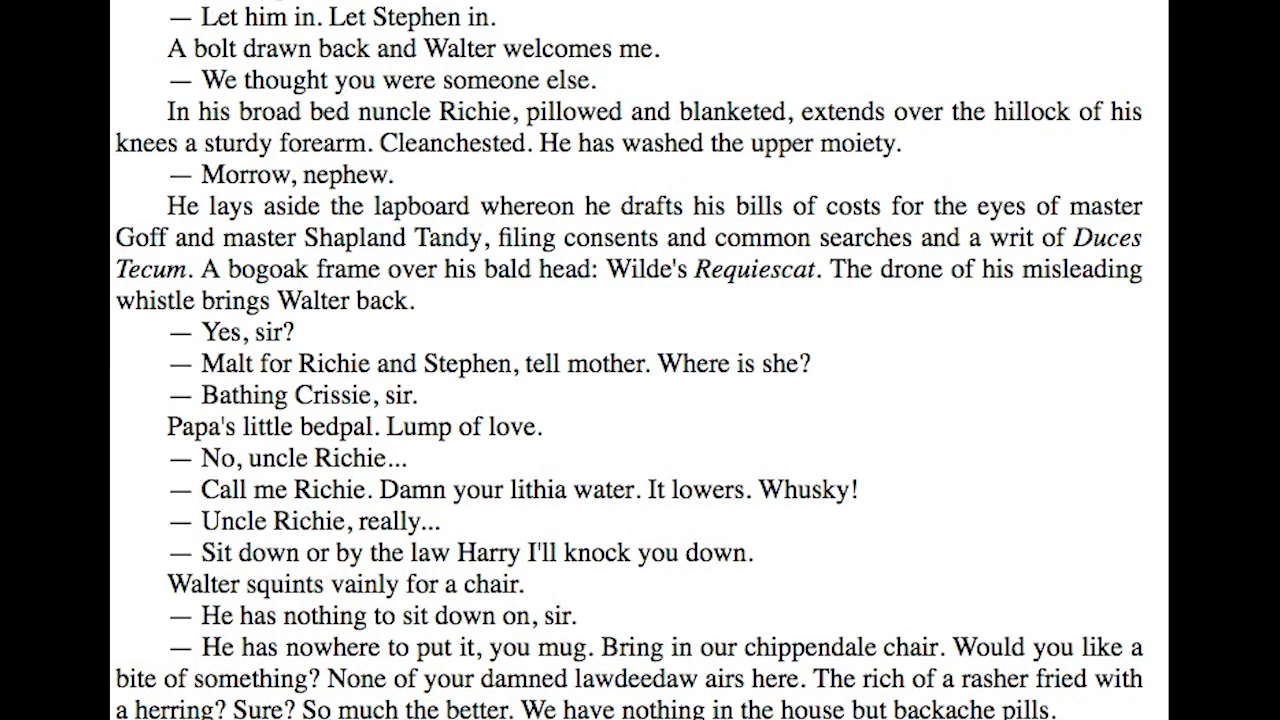 — Let him in. Let Stephen in.
A bolt drawn back and Walter welcomes me.
— We thought you were someone else.
In his broad bed nuncle Richie, pillowed and blanketed, extends over the hillock of his
knees a sturdy forearm. Cleanchested. He has washed the upper moiety.
— Morrow, nephew.
He lays aside the lapboard whereon he drafts his bills of costs for the eyes of master
Goff and master Shapland Tandy, filing consents and common searches and a writ of Duces
Tecum. A bogoak frame over his bald head: Wilde's Requiescat. The drone of his misleading
whistle brings Walter back.
— Yes, sir?
— Malt for Richie and Stephen, tell mother. Where is she?
— Bathing Crissie, sir.
Papa's little bedpal. Lump of love.
— No, uncle Richie...
— Call me Richie. Damn your lithia water. It lowers. Whusky!
— Uncle Richie, really...
— Sit down or by the law Harry I'll knock you down.
Walter squints vainly for a chair.
— He has nothing to sit down on, sir.
— He has nowhere to put it, you mug. Bring in our chippendale chair. Would you like a
bite of something? None of your damned lawdeedaw airs here. The rich of a rasher fried with
a herring? Sure? So much the better. We have nothing in the house but backache pills.